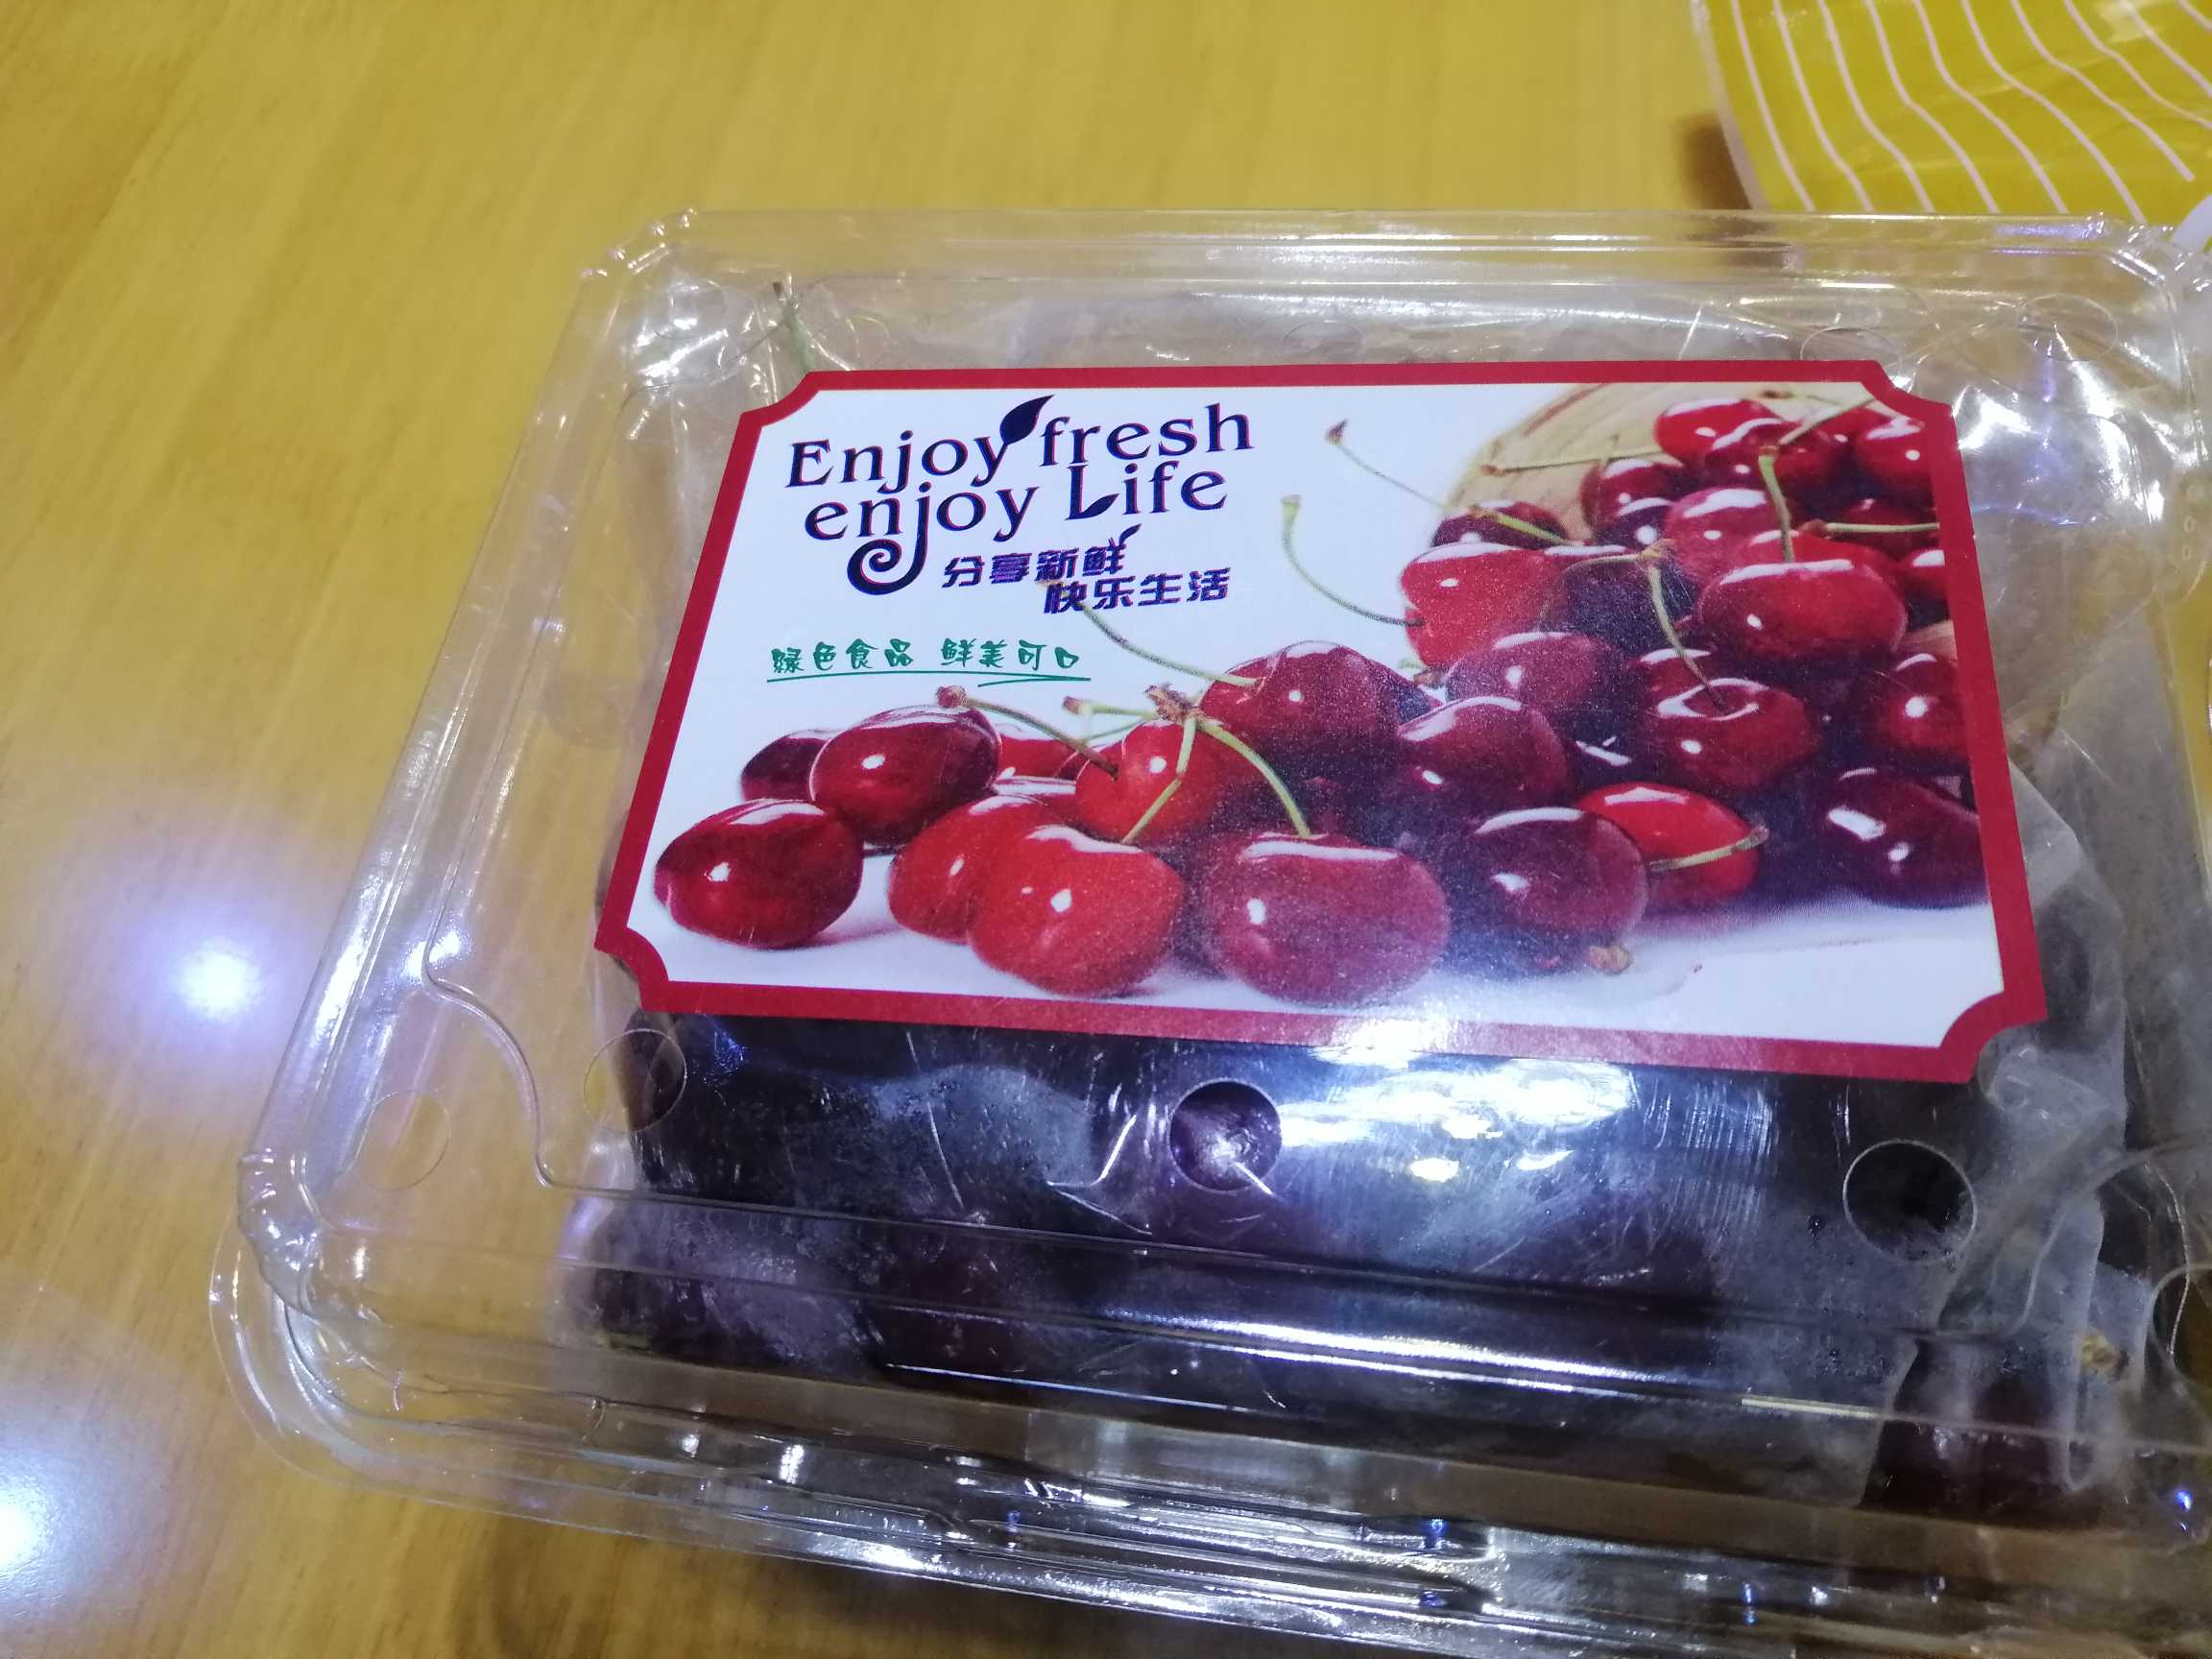 Enjoy fresh
enjoy Life
分享新鲜
快乐生活
绿色食品 鲜美可口